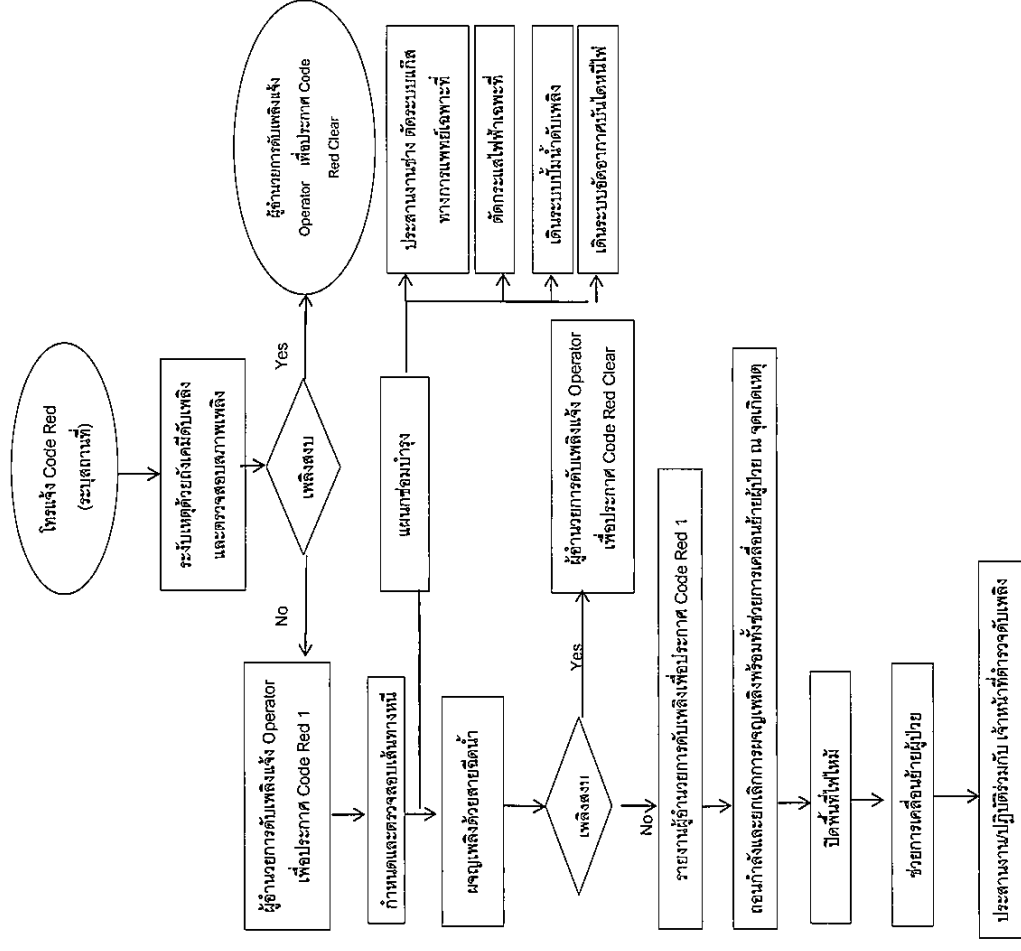 โทรแจ้ง Code Red
(ระบุสถานที่)
ระงับเหตุด้วยถังเคมีดับเพลิง
และตรวจสอบสภาพเพลิง
เพลิงสงบ
Yes
ผู้อำนวยการดับเพลิงแจ้ง
Operator เพื่อประกาศ Code
Red Clear
No
ผู้อำนวยการดับเพลิงแจ้ง Operator
เพื่อประกาศ Code Red 1
กำหนดและตรวจสอบเส้นทางหนี
แผนกซ่อมบำรุง
ประสานงานช่าง ตัดระบบแก๊ส
ทางการแพทย์เฉพาะที่
ตัดกระแสไฟฟ้าเฉพะที่
เดินระบบปั๊มน้ำดับเพลิง
เดินระบบอัดอากาศบันไดหนีไฟ
ผจญเพลิงด้วยสายฉีดน้ำ
เพลิงสงบ
Yes
ผู้อำนวยการดับเพลิงแจ้ง Operator
เพื่อประกาศ Code Red Clear
No
รายงานผู้อำนวยการดับเพลิงเพื่อประกาศ Code Red 1
ถอนกำลังและยกเลิกการผจญเพลิงพร้อมทั้งช่วยการเคลื่อนย้ายผู้ป่วย ณ จุดเกิดเหตุ
ปิดพื้นที่ไฟไหม้
ช่วยการเคลื่อนย้ายผู้ป่วย
ประสานงาน/ปฏิบัติร่วมกับ เจ้าหน้าที่ตำรวจดับเพลิง